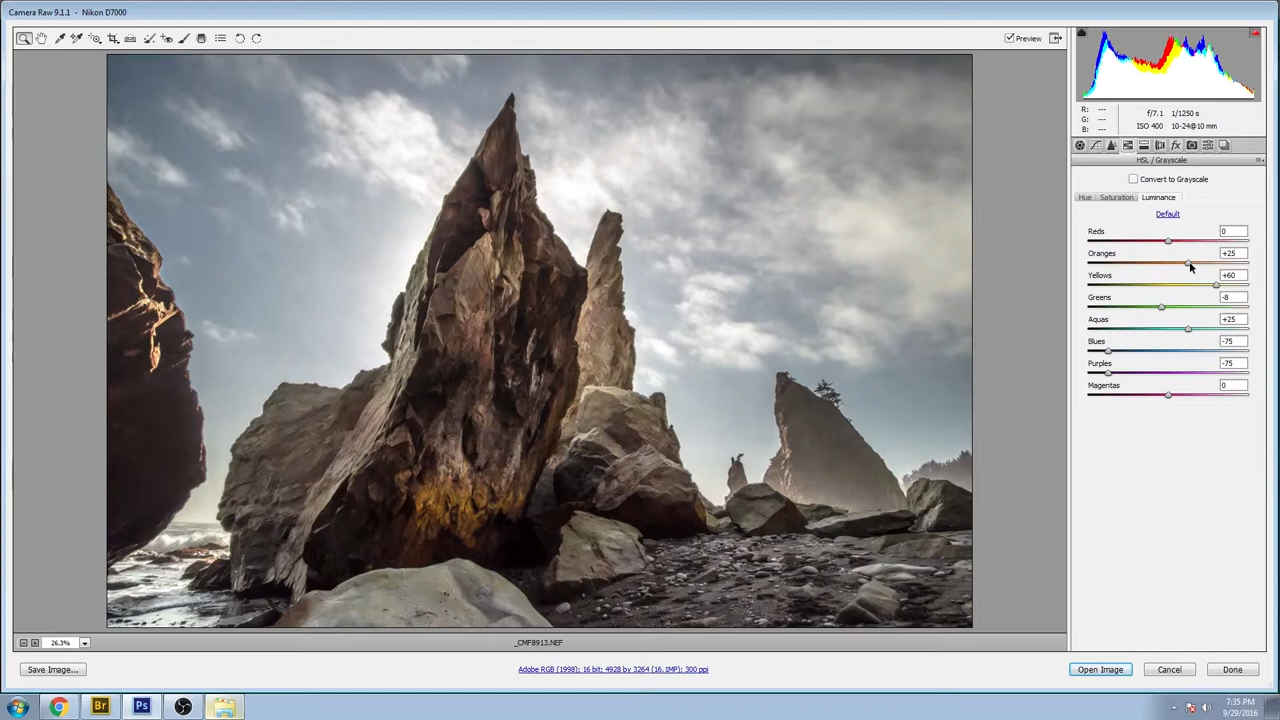 Camera Raw 9.1.1 - Nikon D7000
Preview
R: ---
G: ---
B: ---
f/7.1 1/1250 s
ISO 400 10-24@10 mm
fx
HSL / Grayscale
Convert to Grayscale
Hue Saturation Luminance
Default
Reds 0
Oranges +25
Yellows +60
Greens -8
Aquas +25
Blues -75
Purples -75
Magentas 0
26.3% _CMF8913.NEF
Save Image... Adobe RGB (1998); 16 bit; 4928 by 3264 (16.1MP); 300 ppi Open Image Cancel Done
Br Ps 7:35 PM
9/29/2016